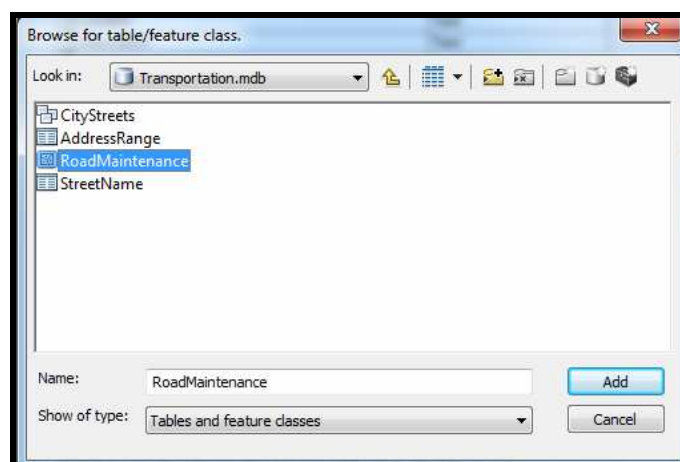 Browse for table/feature class.
Look in: Transportation.mdb
CityStreets
AddressRange
RoadMaintenance
StreetName
Name: RoadMaintenance Add
Show of type: Tables and feature classes Cancel